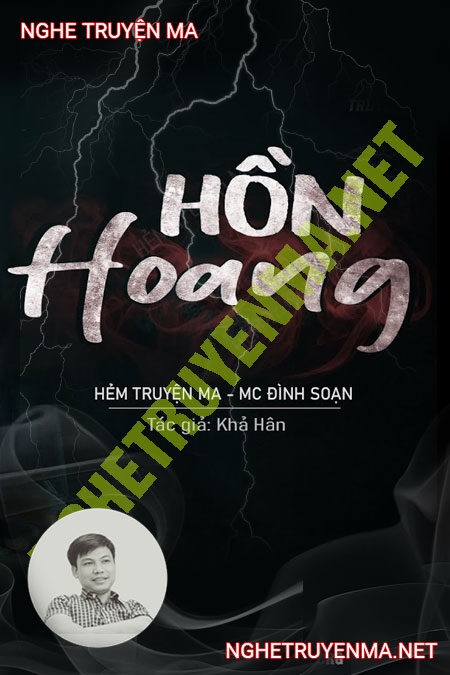 NGHE TRUYỆN MA
HỒN
Hoang
NGHETRUYENMA.NET
HẺM TRUYỆN MA - MC ĐÌNH SOẠN
Tác giả: Khả Hân
NGHETRUYENMA.NET